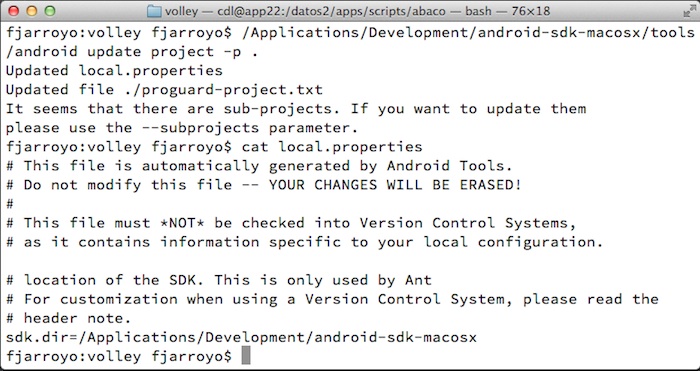 volley — cdl@app22:/datos2/apps/scripts/abaco — bash — 76×18
fjarroyo:volley fjarroyo$ /Applications/Development/android-sdk-macosx/tools
/android update project -p .
Updated local.properties
Updated file ./proguard-project.txt
It seems that there are sub-projects. If you want to update them
please use the --subprojects parameter.
fjarroyo:volley fjarroyo$ cat local.properties
# This file is automatically generated by Android Tools.
# Do not modify this file -- YOUR CHANGES WILL BE ERASED!
#
# This file must *NOT* be checked into Version Control Systems,
# as it contains information specific to your local configuration.

# location of the SDK. This is only used by Ant
# For customization when using a Version Control System, please read the
# header note.
sdk.dir=/Applications/Development/android-sdk-macosx
fjarroyo:volley fjarroyo$